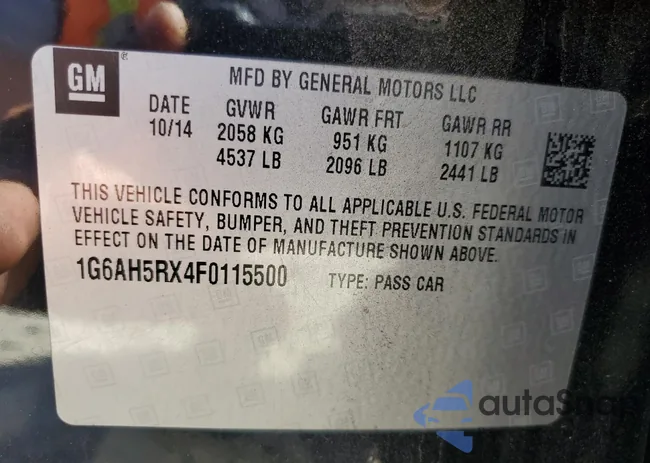 GM®
MFD BY GENERAL MOTORS LLC
DATE GVWR GAWR FRT GAWR RR
10/14 2058 KG 951 KG 1107 KG
4537 LB 2096 LB 2441 LB
THIS VEHICLE CONFORMS TO ALL APPLICABLE U.S. FEDERAL MOTOR
VEHICLE SAFETY, BUMPER, AND THEFT PREVENTION STANDARDS IN
EFFECT ON THE DATE OF MANUFACTURE SHOWN ABOVE.
1G6AH5RX4F0115500 TYPE: PASS CAR
autoSnap